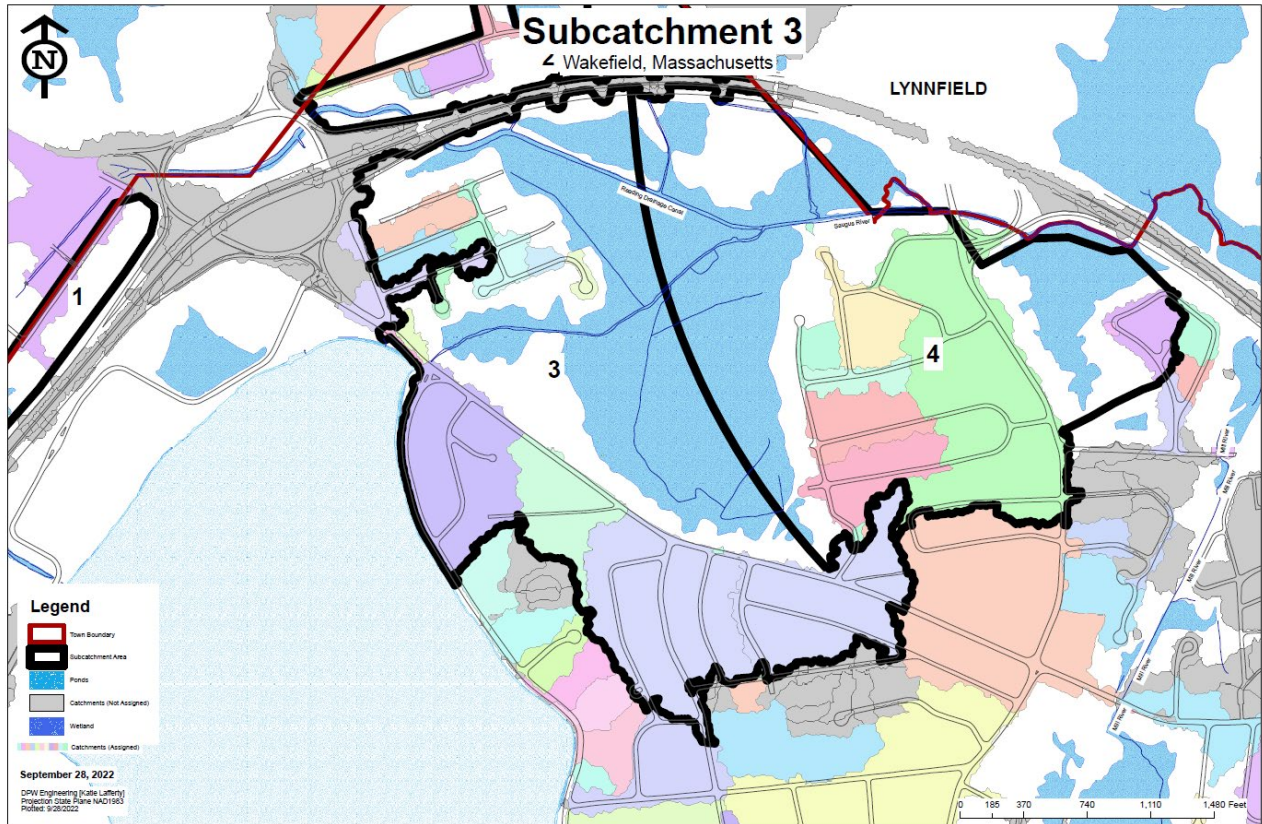 Subcatchment 3
Wakefield, Massachusetts
N
2
LYNNFIELD
Reading Drainage Canal
Saugus River
1
3
4
Mill River
Mill River
Mill River
Mill River
Mill River
Legend
Town Boundary
Subcatchment Area
Ponds
Catchments (Not Assigned)
Wetland
Catchments (Assigned)
September 28, 2022
DPW Engineering [Katie Lafferty]
Projection State Plane NAD1983
Plotted: 9/28/2022
0 185 370 740 1,110 1,480 Feet